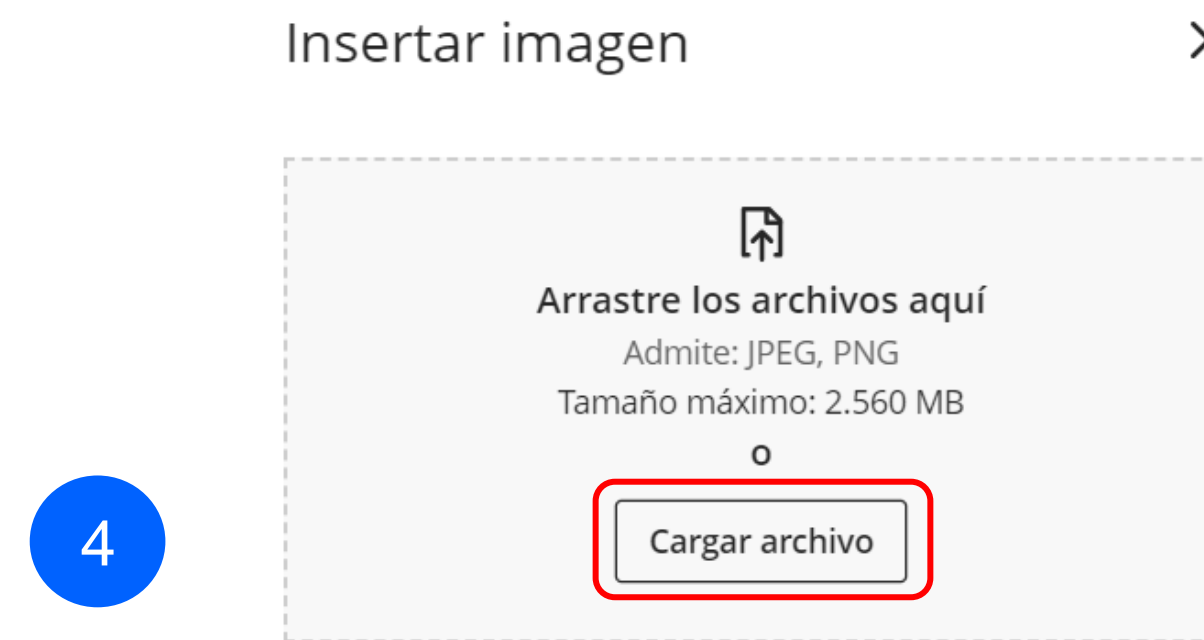 Insertar imagen
Arrastre los archivos aquí
Admite: JPEG, PNG
Tamaño máximo: 2.560 MB
o
Cargar archivo
4